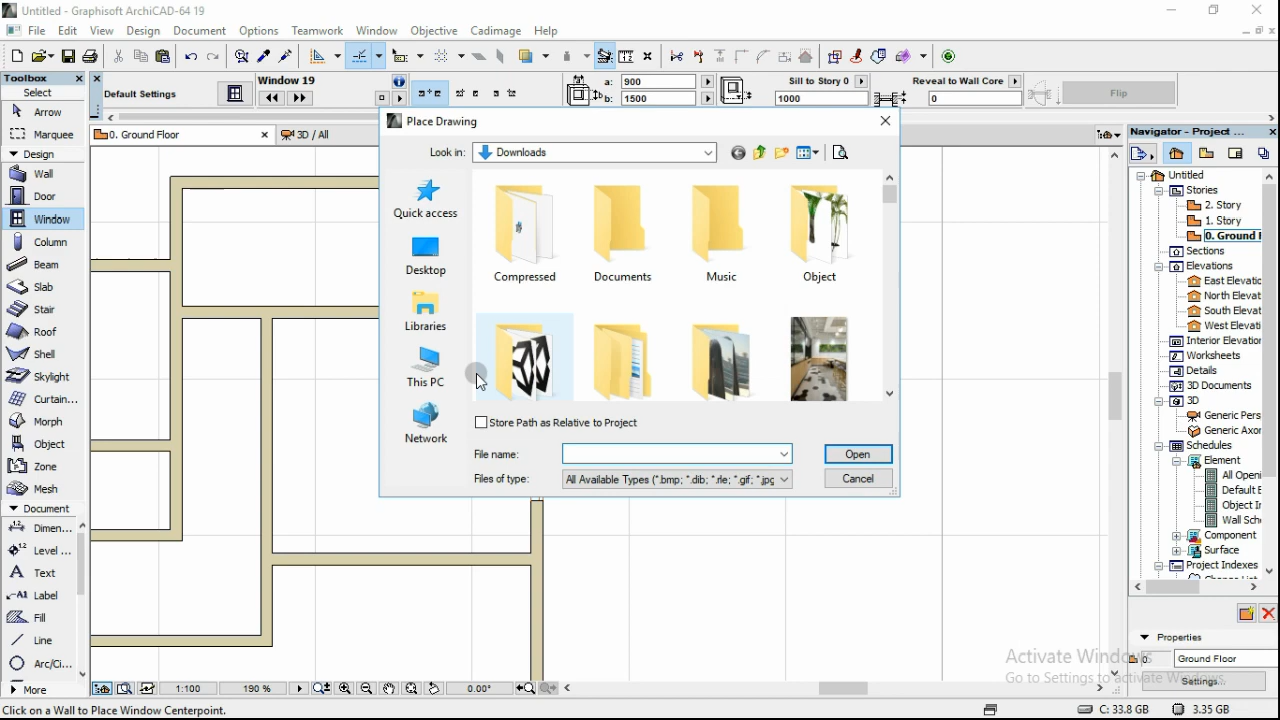 Untitled - Graphisoft ArchiCAD-64 19
File Edit View Design Document Options Teamwork Window Objective Cadimage Help
Toolbox
Select
Arrow
Marquee
Design
Wall
Door
Window
Column
Beam
Slab
Stair
Roof
Shell
Skylight
Curtain...
Morph
Object
Zone
Mesh
Document
Dimen...
Level ...
Text
Label
Fill
Line
Arc/Ci...
More
Default Settings
Window 19
a: 900
b: 1500
Sill to Story 0
1000
Reveal to Wall Core
0
Flip
0. Ground Floor
3D / All
Place Drawing
Look in: Downloads
Quick access
Desktop
Libraries
This PC
Network
Compressed Documents Music Object
Store Path as Relative to Project
File name:
Open
Files of type: All Available Types (*.bmp; *.dib; *.rle; *.gif; *.jpg
Cancel
Navigator - Project ...
Untitled
Stories
2. Story
1. Story
0. Ground F
Sections
Elevations
East Elevatio
North Elevat
South Elevat
West Elevati
Interior Elevation
Worksheets
Details
3D Documents
3D
Generic Pers
Generic Axor
Schedules
Element
All Openi
Default E
Object Ir
Wall Sch
Component
Surface
Project Indexes
Properties
0. Ground Floor
Settings...
Activate Windows
Go to Settings to activate Windows.
1:100 190 % 0.00°
Click on a Wall to Place Window Centerpoint.
C: 33.8 GB 3.35 GB